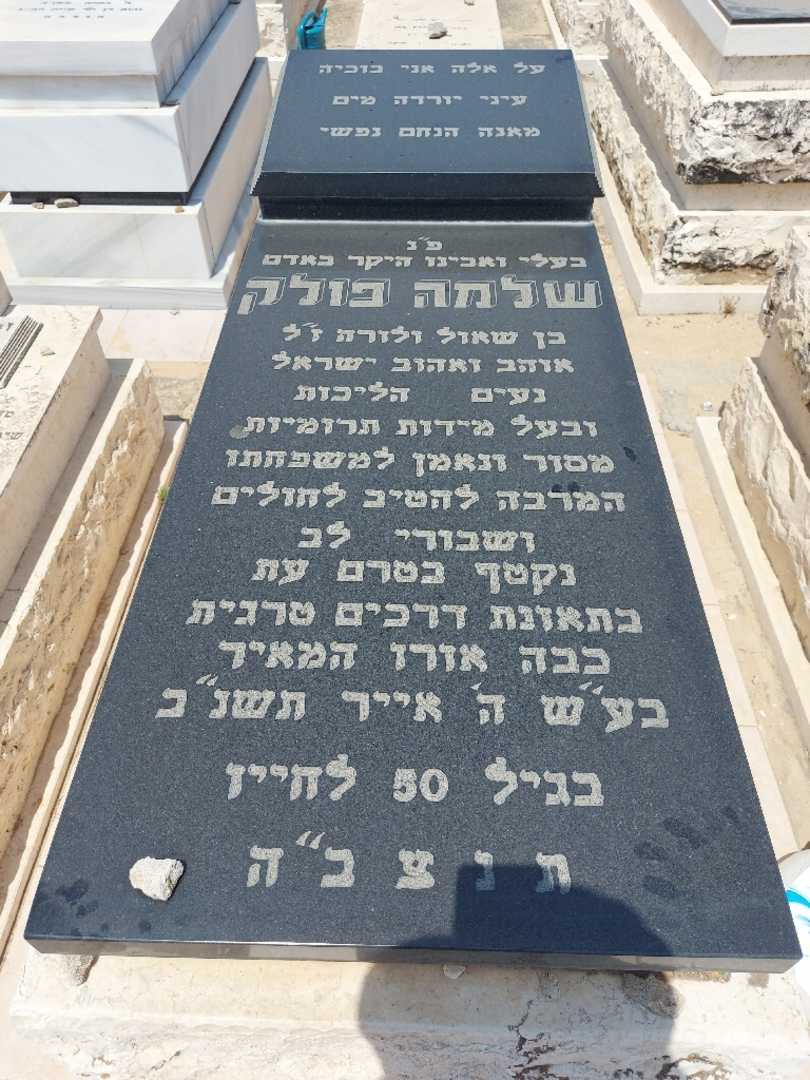 על אלה אני בוכיה
עיני יורדה מים
מאנה הנחם נפשי
פ״נ
בעלי ואבינו היקר באדם
שלמה פולק
בן שאול ולורה ז״ל
אוהב ואהוב ישראל
נעים הליכות
ובעל מידות תרומיות
מסור ונאמן למשפחתו
המרבה להטיב לחולים
ושבורי לב
נקטף בטרם עת
בתאונת דרכים טרגית
כבה אורו המאיר
בע״ש ה׳ אייר תשנ״ב
בגיל 50 לחייו
ת נ צ ב״ה